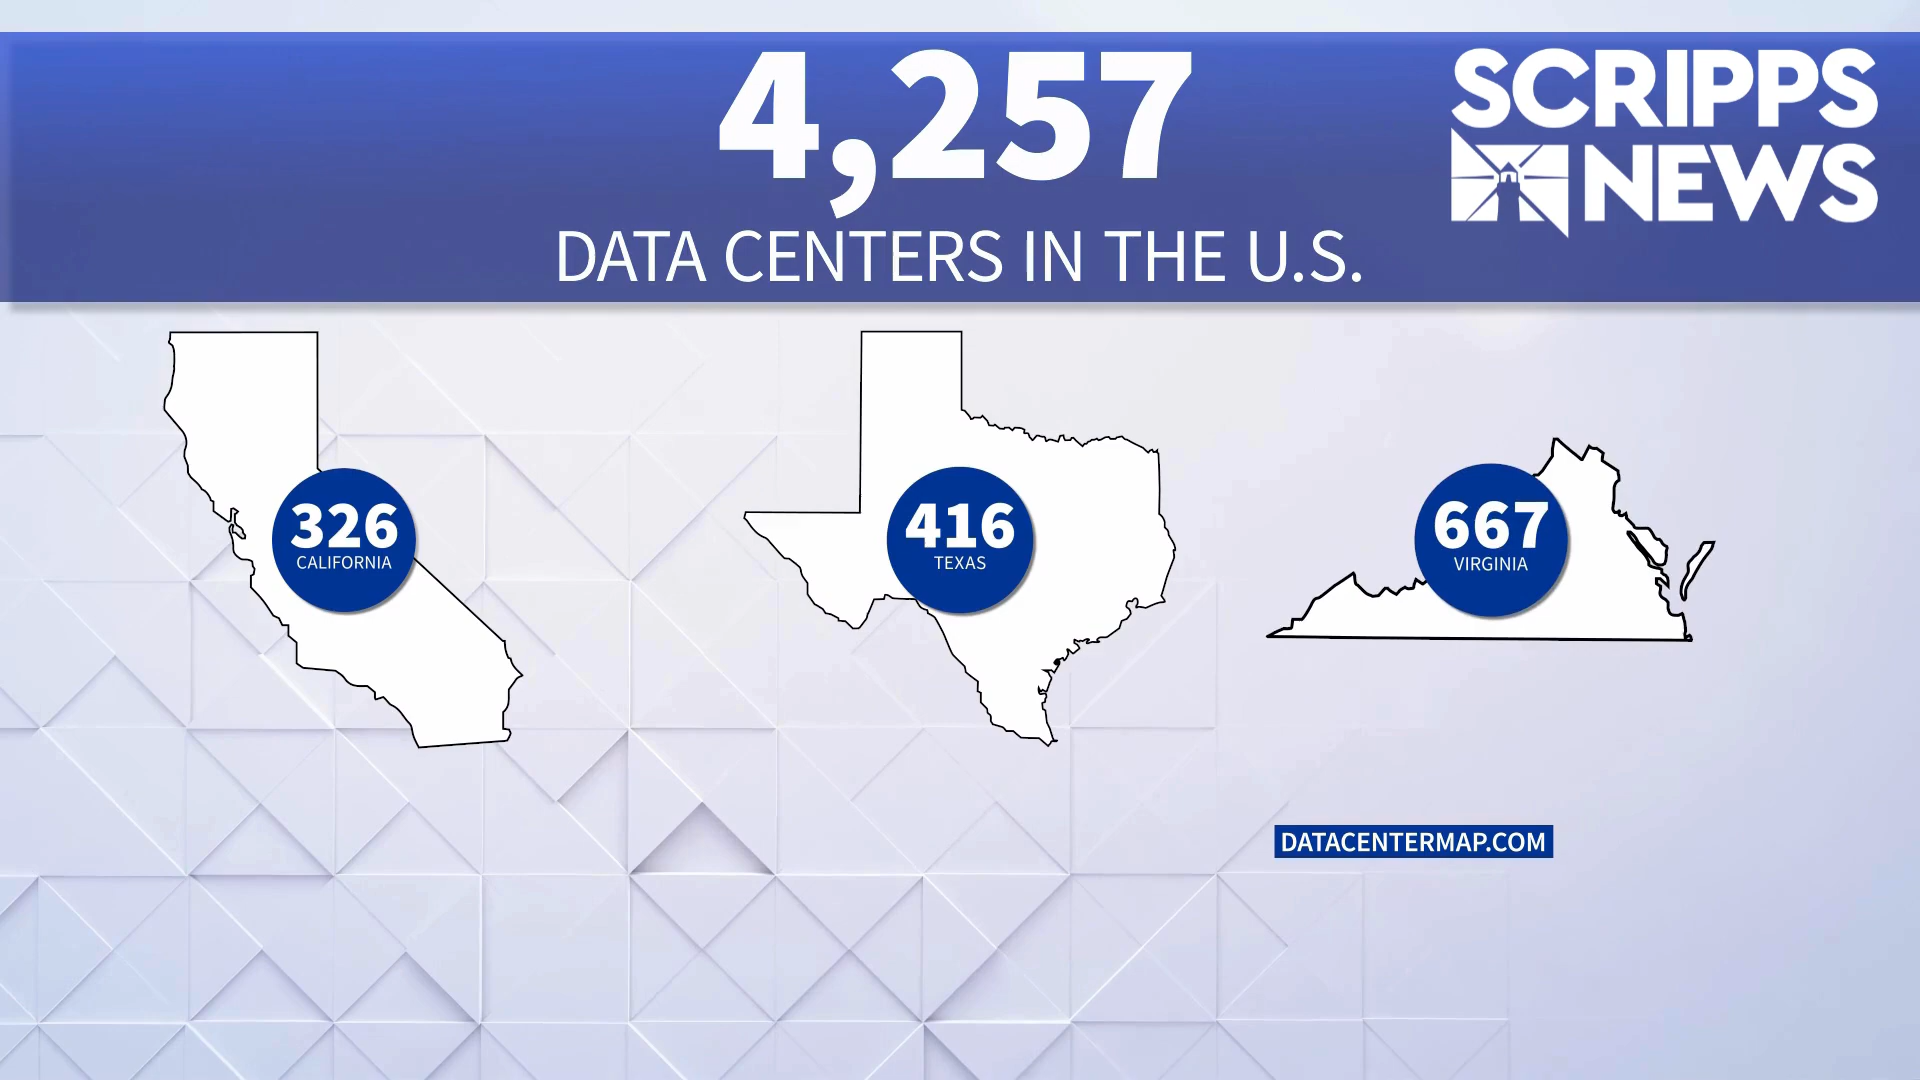 4,257
DATA CENTERS IN THE U.S.
SCRIPPS
NEWS
326
CALIFORNIA
416
TEXAS
667
VIRGINIA
DATACENTERMAP.COM